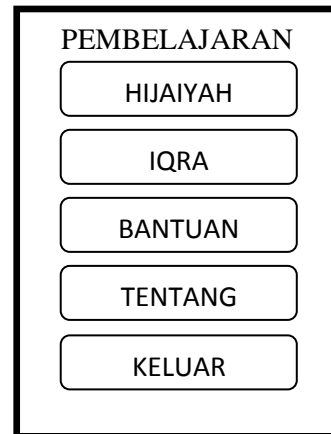 PEMBELAJARAN
HIJAIYAH
IQRA
BANTUAN
TENTANG
KELUAR